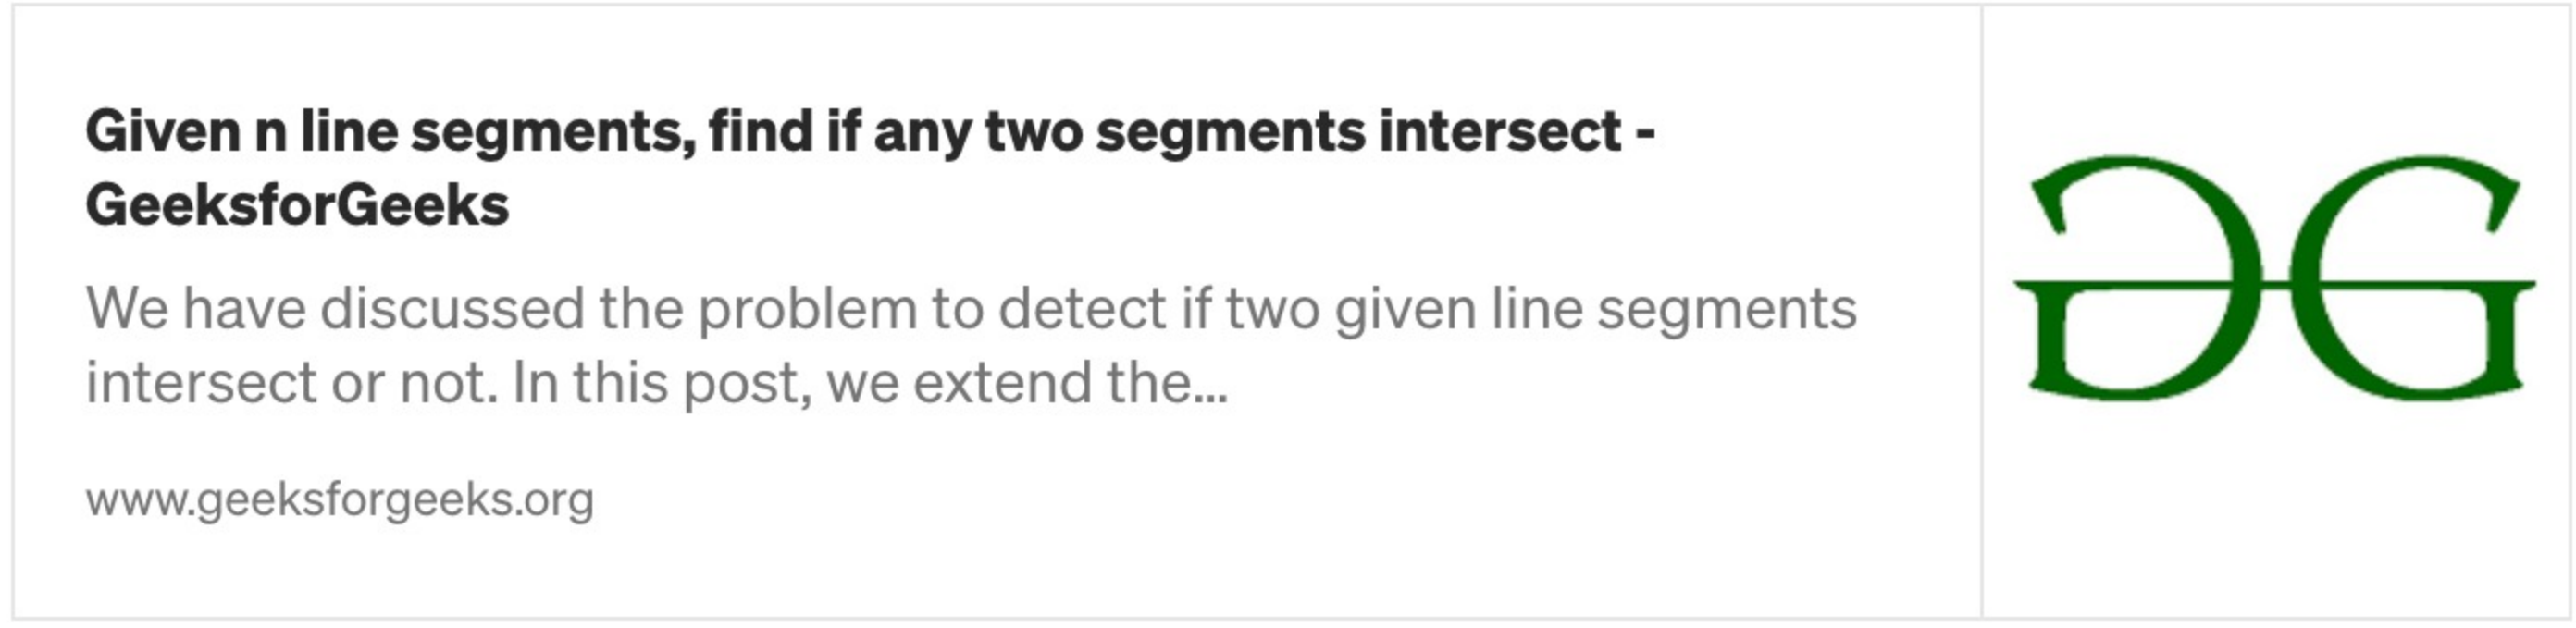 Given n line segments, find if any two segments intersect -
GeeksforGeeks
We have discussed the problem to detect if two given line segments
intersect or not. In this post, we extend the...
www.geeksforgeeks.org